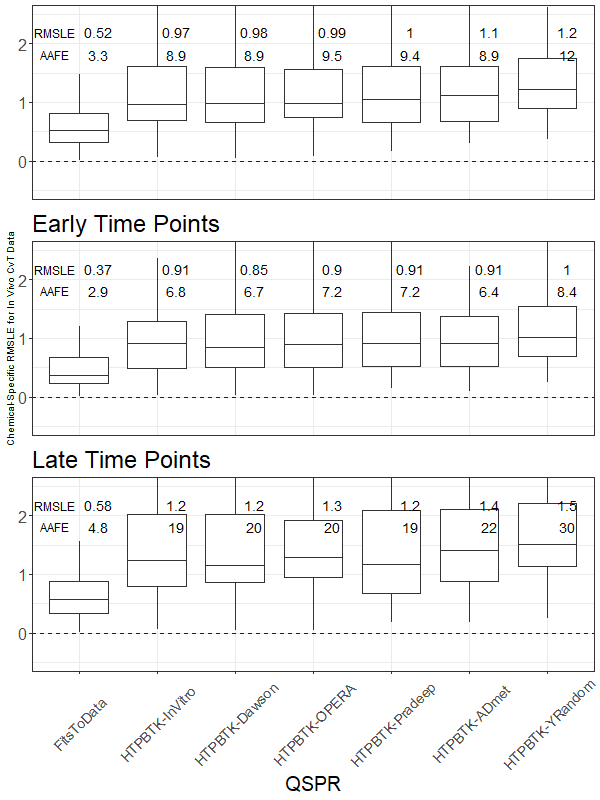 RMSLE 0.52 0.97 0.98 0.99 1 1.1 1.2
2
AAFE 3.3 8.9 8.9 9.5 9.4 8.9 12
1
0
Early Time Points
Chemical-Specific RMSLE for In Vivo CvT Data
RMSLE 0.37 0.91 0.85 0.9 0.91 0.91 1
2
AAFE 2.9 6.8 6.7 7.2 7.2 6.4 8.4
1
0
Late Time Points
RMSLE 0.58 1.2 1.2 1.3 1.2 1.4 1.5
2
AAFE 4.8 19 20 20 19 22 30
1
0
FitsToData
HTPBTK-InVitro
HTPBTK-Dawson
HTPBTK-OPERA
HTPBTK-Pradeep
HTPBTK-ADmet
HTPBTK-YRandom
QSPR